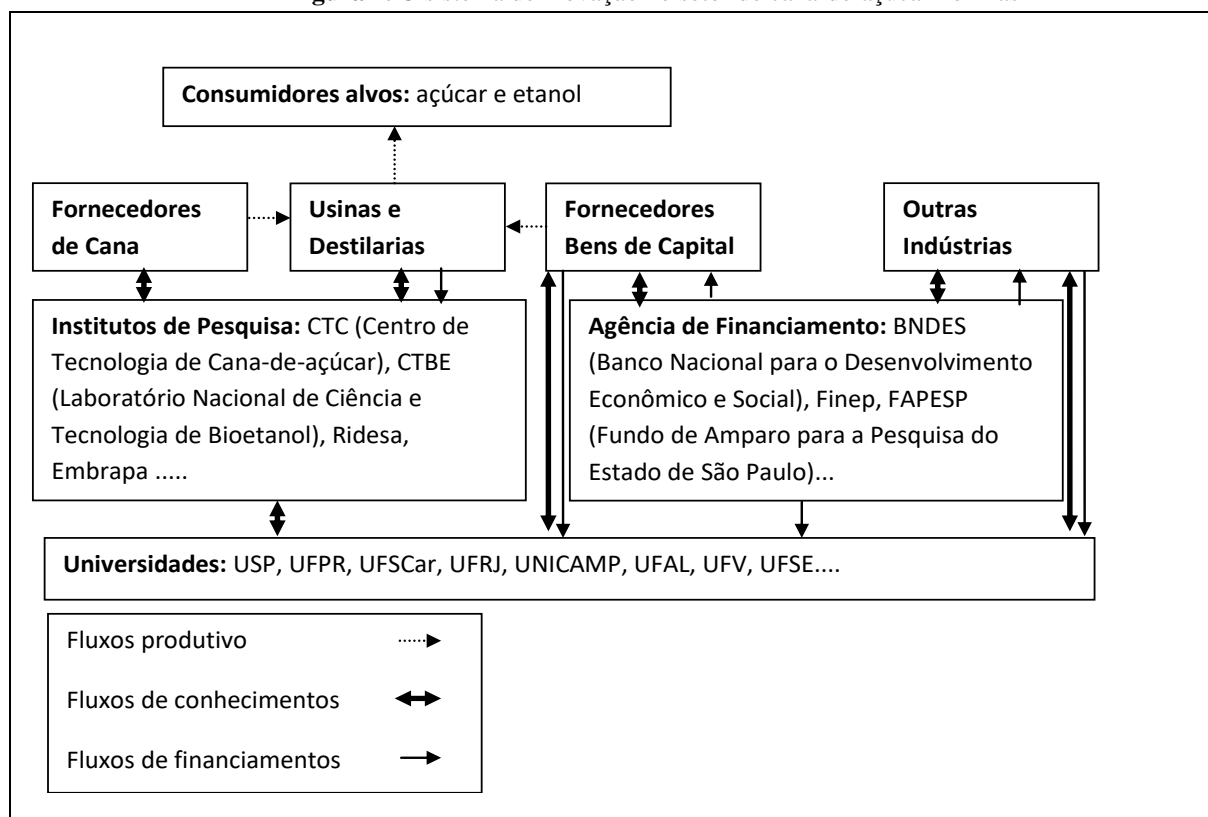 Consumidores alvos: açúcar e etanol
Fornecedores
de Cana
Usinas e
Destilarias
Fornecedores
Bens de Capital
Outras
Indústrias
Institutos de Pesquisa: CTC (Centro de
Tecnologia de Cana-de-açúcar), CTBE
(Laboratório Nacional de Ciência e
Tecnologia de Bioetanol), Ridesa,
Embrapa .....
Agência de Financiamento: BNDES
(Banco Nacional para o Desenvolvimento
Econômico e Social), Finep, FAPESP
(Fundo de Amparo para a Pesquisa do
Estado de São Paulo)...
Universidades: USP, UFPR, UFSCar, UFRJ, UNICAMP, UFAL, UFV, UFSE....
Fluxos produtivo
Fluxos de conhecimentos
Fluxos de financiamentos